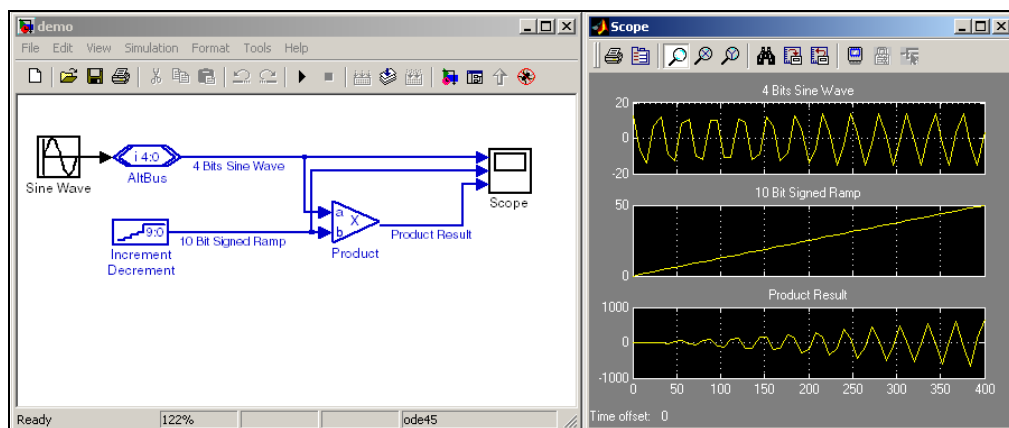 demo
File Edit View Simulation Format Tools Help
i 4:0
4 Bits Sine Wave
AltBus
Sine Wave
Scope
a
X
b
9:0
10 Bit Signed Ramp
Product Result
Product
Increment
Decrement
Ready 122% ode45
Scope
4 Bits Sine Wave
20
0
-20
10 Bit Signed Ramp
50
0
Product Result
1000
0
-1000
0 50 100 150 200 250 300 350 400
Time offset: 0